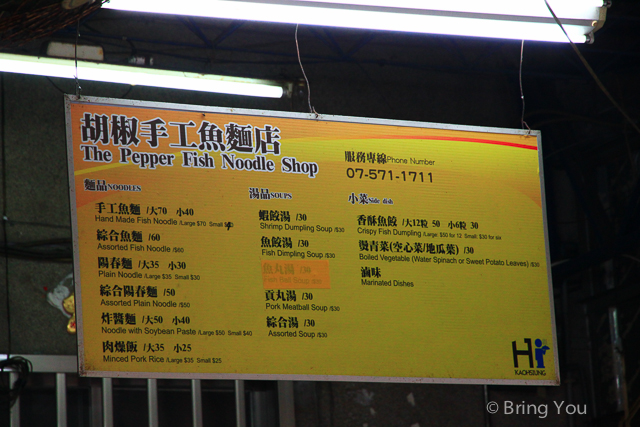 胡椒手工魚麵店
The Pepper Fish Noodle Shop
服務專線Phone Number
07-571-1711
麵品NOODLES
手工魚麵 /大70 小40
Hand Made Fish Noodle /Large $70 Small
綜合魚麵 /60
Assorted Fish Noodle /$60
陽春麵 /大35 小30
Plain Noodle /Large $35 Small $30
綜合陽春麵 /50
Assorted Plain Noodle /$50
炸醬麵 /大50 小40
Noodle with Soybean Paste /Large $50 Small $40
肉燥飯 /大35 小25
Minced Pork Rice /Large $35 Small $25
湯品SOUPS
蝦餃湯 /30
Shrimp Dumpling Soup /$30
魚餃湯 /30
Fish Dimpling Soup /$30
魚丸湯 /30
貢丸湯 /30
Pork Meatball Soup /$30
綜合湯 /30
Assorted Soup /$30
小菜Side dish
香酥魚餃 /大12粒 50 小6粒 30
Crispy Fish Dumpling /Large: $50 for 12 Small: $30 for six
燙青菜(空心菜/地瓜葉) /30
Boiled Vegetable (Water Spinach or Sweet Potato Leaves) /$30
滷味
Marinated Dishes
KAOHSIUNG
© Bring You